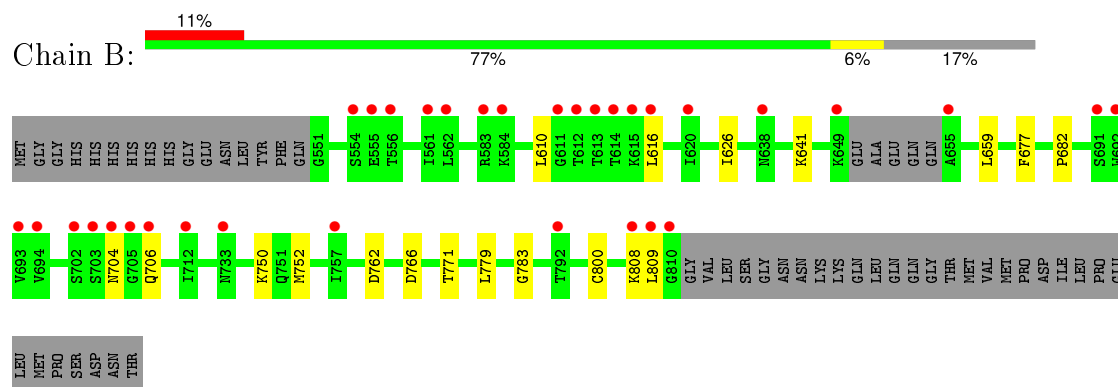 11%
Chain B:
77% 6% 17%
MET GLY GLY HIS HIS HIS HIS HIS HIS GLY GLU ASN LEU TYR PHE GLN G551 S554 E555 T556 I561 L562 R583 K584 L610 G611 T612 T613 T614 K615 L616 I620 I626 N638 K641 K649 GLU ALA GLU GLN GLN A655 L659 F677 P682 S691 W692
V693 V694 S702 S703 N704 G705 Q706 I712 N733 K750 Q751 M752 I757 D762 D766 T771 L779 G783 T792 C800 K808 L809 G810 GLY VAL LEU SER GLY ASN ASN LYS LYS GLN LEU GLN GLN GLY THR MET VAL MET PRO ASP ILE LEU PRO GLU
LEU MET PRO SER ASP ASN THR